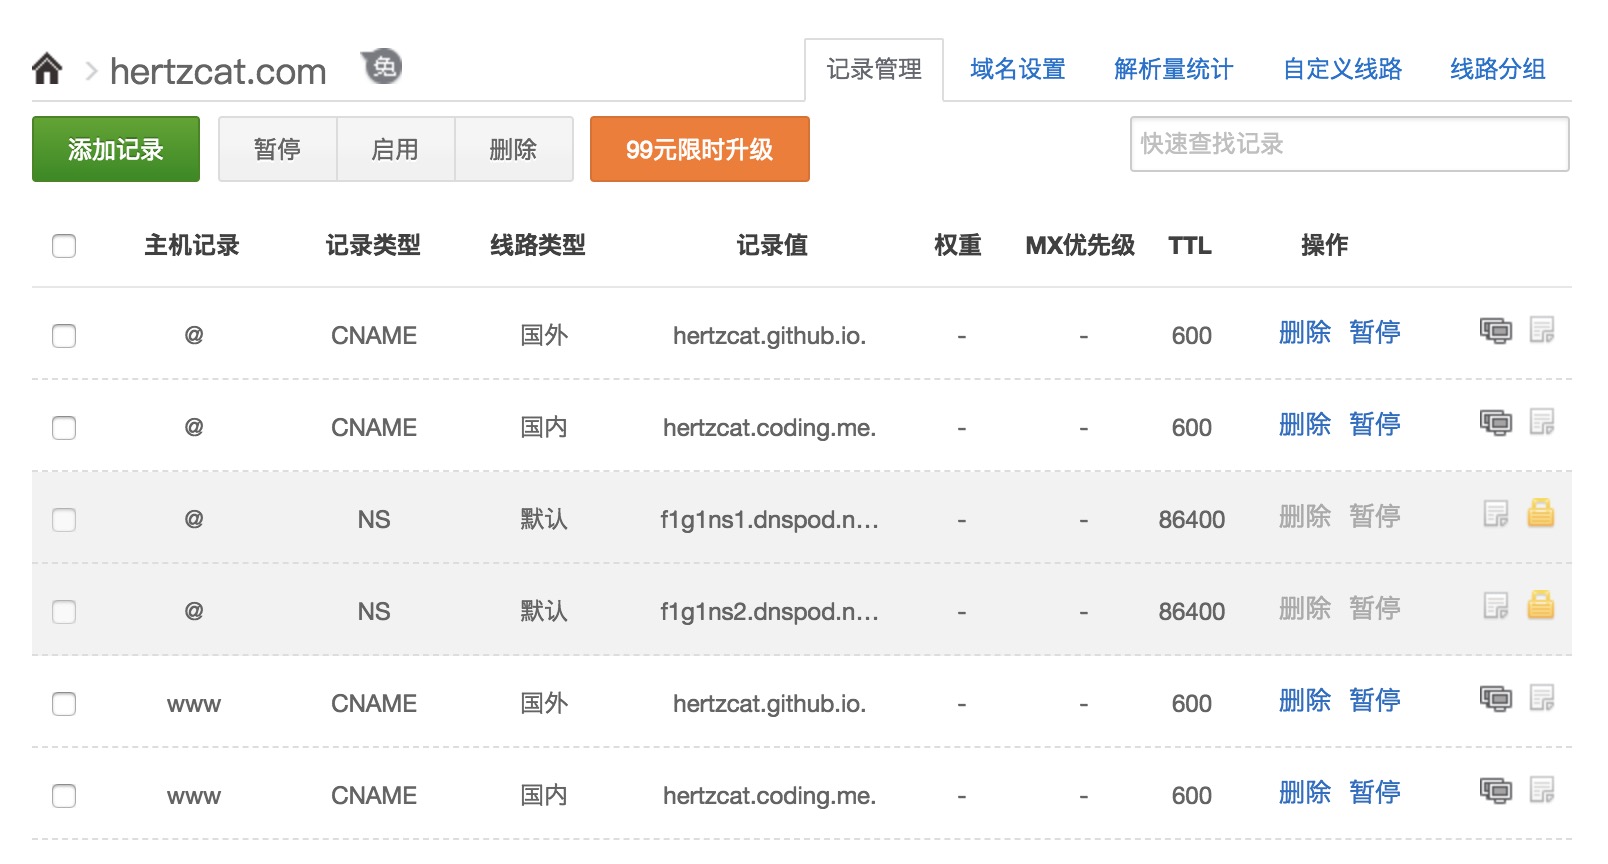 hertzcat.com 免 记录管理 域名设置 解析量统计 自定义线路 线路分组
添加记录 暂停 启用 删除 99元限时升级 快速查找记录
主机记录 记录类型 线路类型 记录值 权重 MX优先级 TTL 操作
@ CNAME 国外 hertzcat.github.io. - - 600 删除 暂停
@ CNAME 国内 hertzcat.coding.me. - - 600 删除 暂停
@ NS 默认 f1g1ns1.dnspod.n... - - 86400 删除 暂停
@ NS 默认 f1g1ns2.dnspod.n... - - 86400 删除 暂停
www CNAME 国外 hertzcat.github.io. - - 600 删除 暂停
www CNAME 国内 hertzcat.coding.me. - - 600 删除 暂停